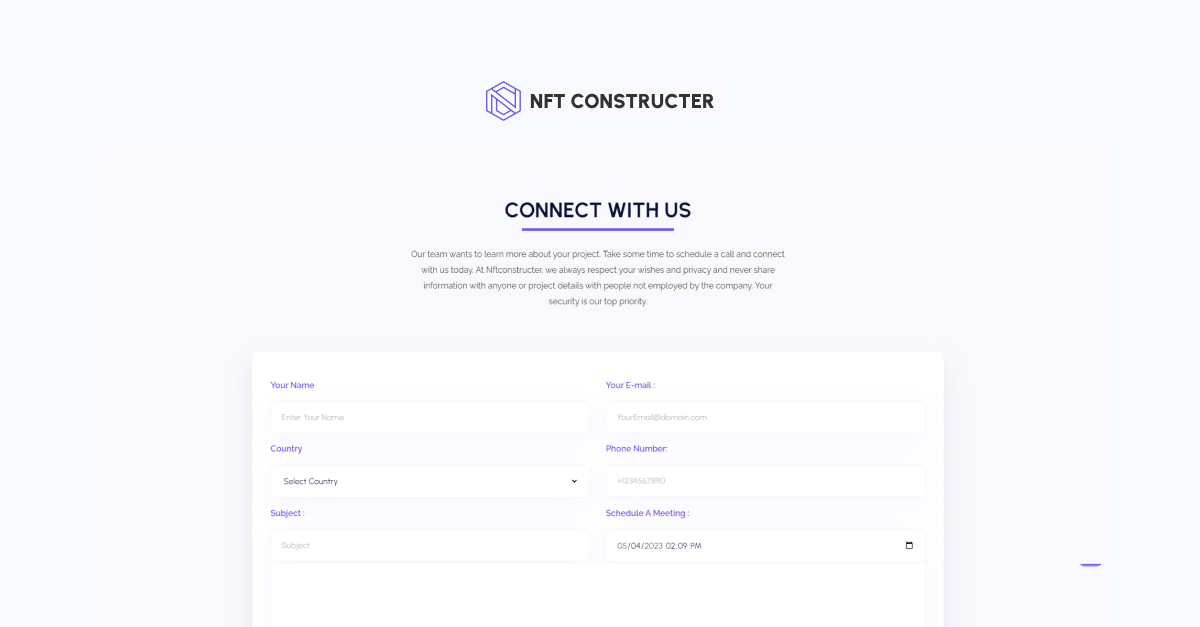 NFT CONSTRUCTER
CONNECT WITH US
Our team wants to learn more about your project. Take some time to schedule a call and connect
with us today. At Nftconstructer, we always respect your wishes and privacy and never share
information with anyone or project details with people not employed by the company. Your
security is our top priority.
Your Name
Your E-mail :
Enter Your Name
YourEmail@domain.com
Country
Phone Number:
Select Country
+1234567890
Subject :
Schedule A Meeting :
Subject
05/04/2023 02:09 PM